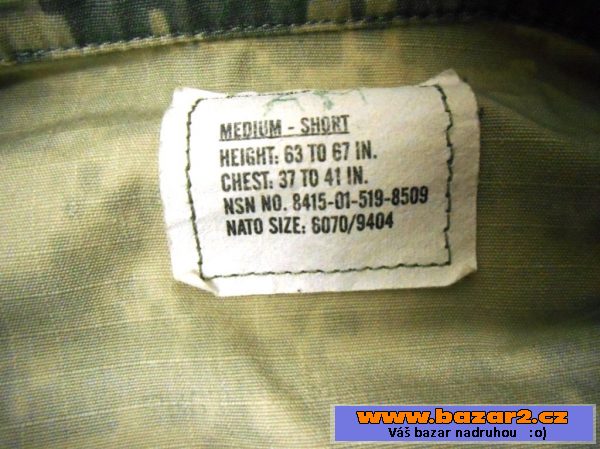 MEDIUM - SHORT
HEIGHT: 63 TO 67 IN.
CHEST: 37 TO 41 IN.
NSN NO. 8415-01-519-8509
NATO SIZE: 6070/9404
www.bazar2.cz
Váš bazar nadruhou :o)